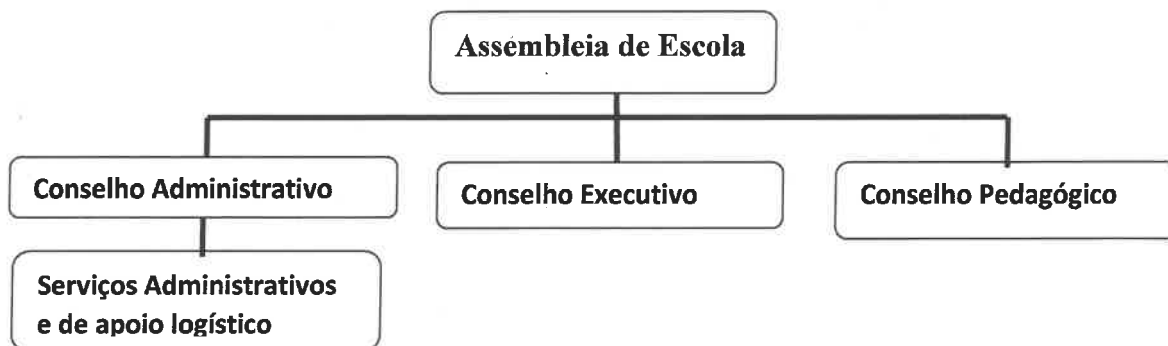 Assembleia de Escola
Conselho Administrativo
Conselho Executivo
Conselho Pedagógico
Serviços Administrativos
e de apoio logístico